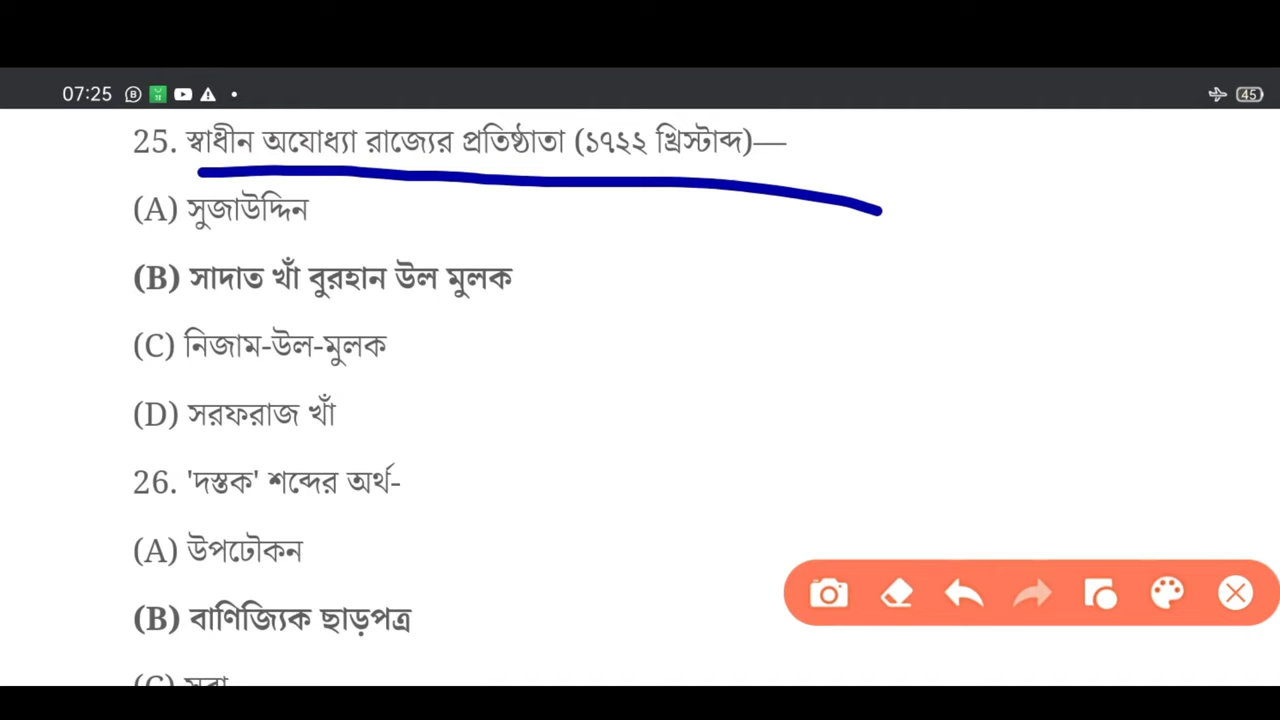 07:25
45
25. স্বাধীন অযোধ্যা রাজ্যের প্রতিষ্ঠাতা (১৭২২ খ্রিস্টাব্দ)—
(A) সুজাউদ্দিন
(B) সাদাত খাঁ বুরহান উল মুলক
(C) নিজাম-উল-মুলক
(D) সরফরাজ খাঁ
26. 'দস্তক' শব্দের অর্থ-
(A) উপঢৌকন
(B) বাণিজ্যিক ছাড়পত্র